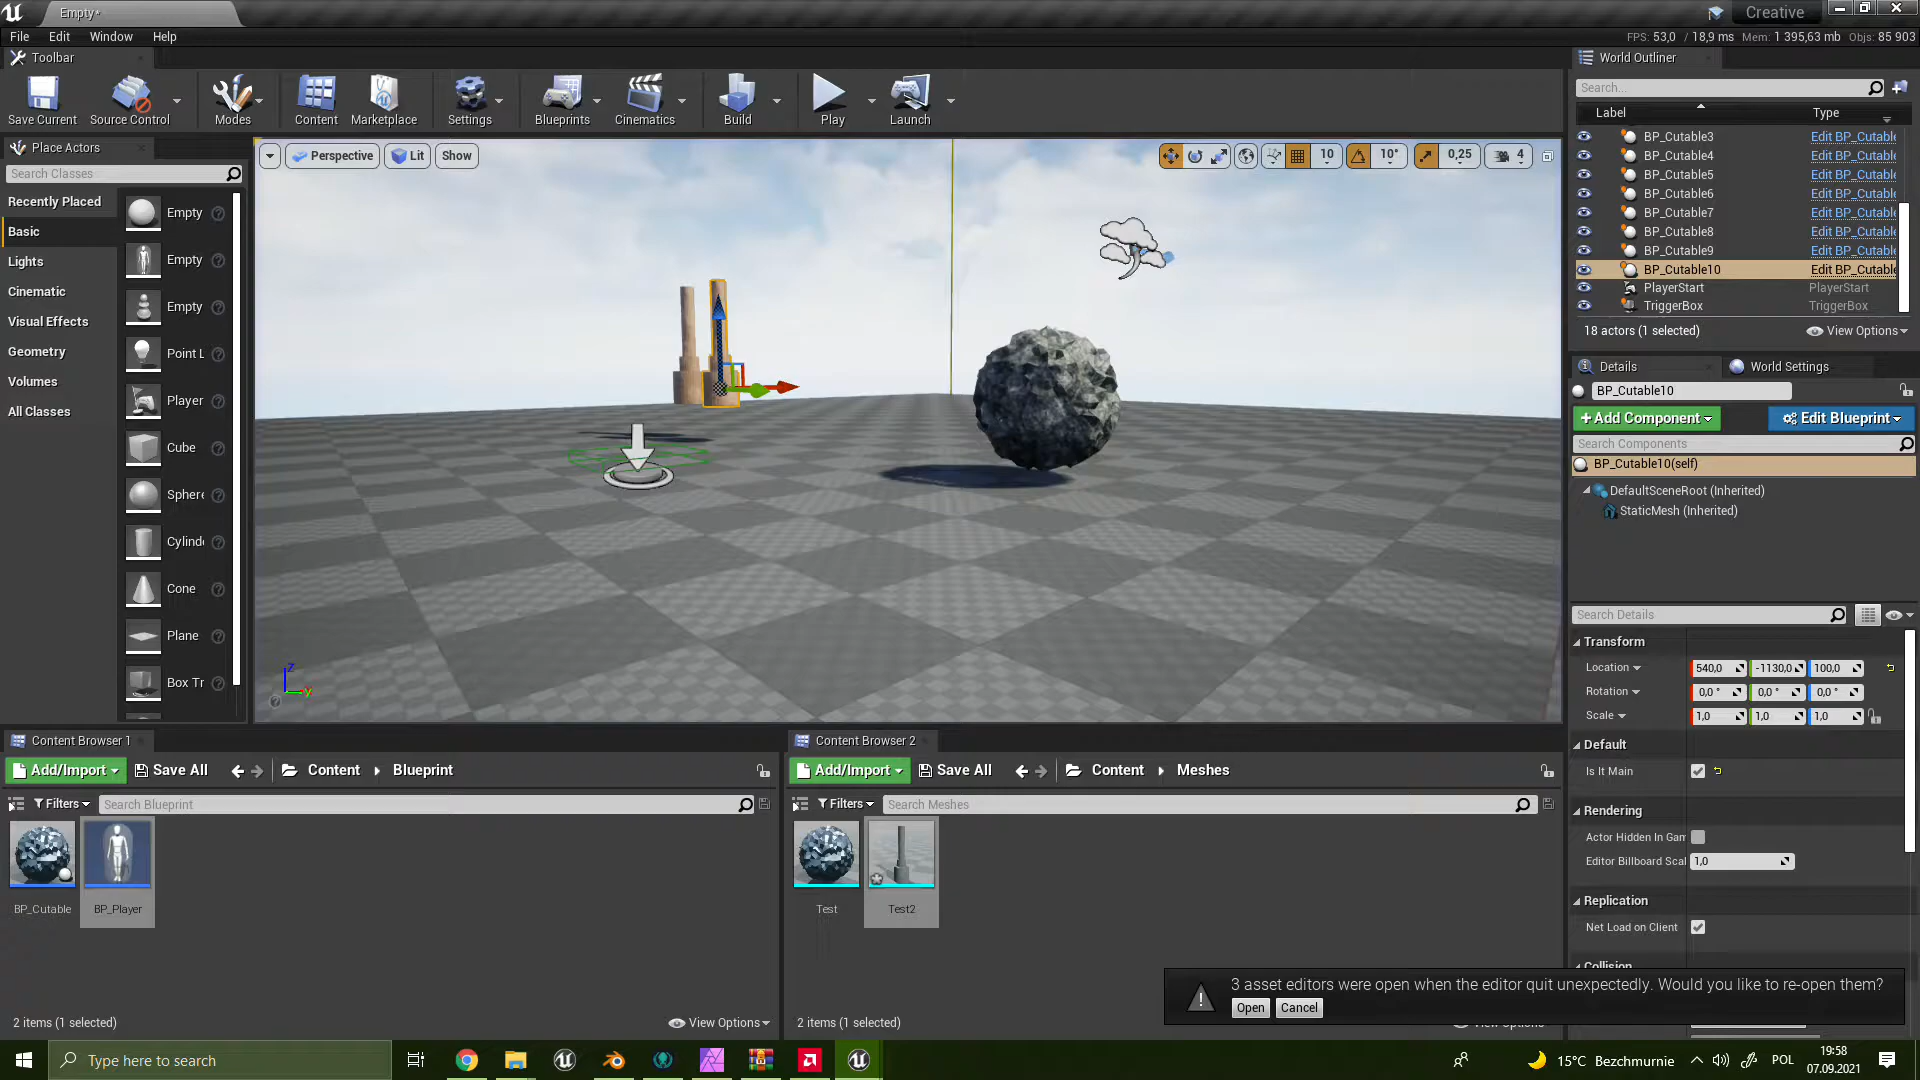 Empty•
Creative
File Edit Window Help
FPS: 53,0 / 18,9 ms Mem: 1 395,63 mb Objs: 85 903
Toolbar
Save Current
Source Control
Modes
Content
Marketplace
Settings
Blueprints
Cinematics
Build
Play
Launch
Place Actors
Search Classes
Recently Placed
Basic
Lights
Cinematic
Visual Effects
Geometry
Volumes
All Classes
Empty
Empty
Empty
Point L
Player
Cube
Sphere
Cylinde
Cone
Plane
Box Tr
Perspective
Lit
Show
10
10°
0,25
4
Z
Y
World Outliner
Search...
Label Type
BP_Cutable3 Edit BP_Cutable
BP_Cutable4 Edit BP_Cutable
BP_Cutable5 Edit BP_Cutable
BP_Cutable6 Edit BP_Cutable
BP_Cutable7 Edit BP_Cutable
BP_Cutable8 Edit BP_Cutable
BP_Cutable9 Edit BP_Cutable
BP_Cutable10 Edit BP_Cutable
PlayerStart PlayerStart
TriggerBox TriggerBox
18 actors (1 selected) View Options
Details
World Settings
BP_Cutable10
+Add Component
Edit Blueprint
Search Components
BP_Cutable10(self)
DefaultSceneRoot (Inherited)
StaticMesh (Inherited)
Search Details
Transform
Location 540,0 -1130,0 100,0
Rotation 0,0 ° 0,0 ° 0,0 °
Scale 1,0 1,0 1,0
Default
Is It Main
Rendering
Actor Hidden In Gam
Editor Billboard Scal 1,0
Replication
Net Load on Client
Collision
Content Browser 1
Add/Import Save All Content Blueprint
Filters Search Blueprint
BP_Cutable
BP_Player
2 items (1 selected) View Options
Content Browser 2
Add/Import Save All Content Meshes
Filters Search Meshes
Test
Test2
2 items (1 selected) View Options
3 asset editors were open when the editor quit unexpectedly. Would you like to re-open them?
Open Cancel
Type here to search
15°C Bezchmurnie
POL
19:58
07.09.2021